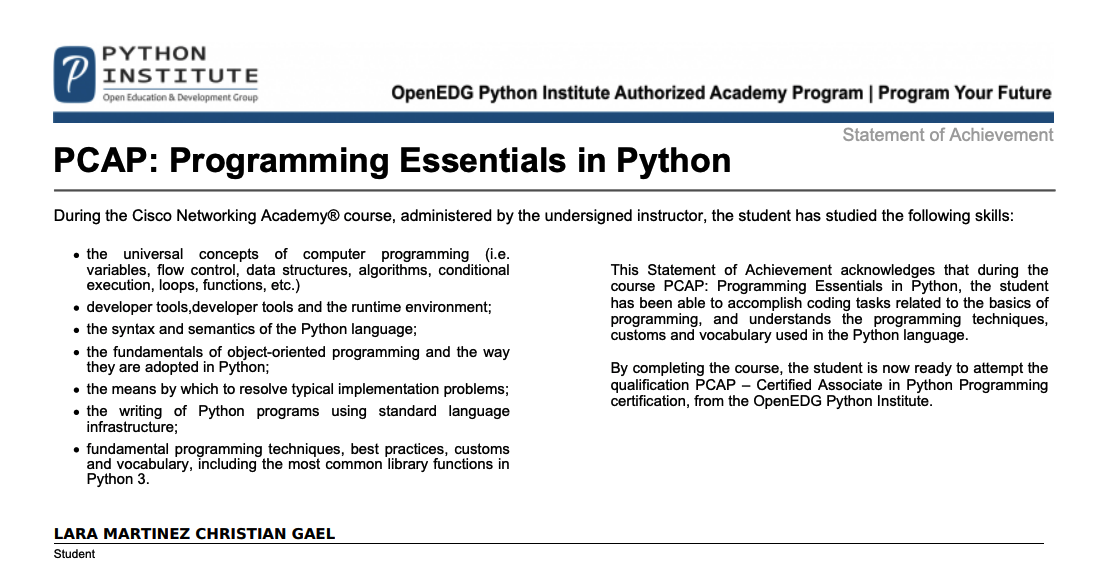 PYTHON
INSTITUTE
Open Education & Development Group
OpenEDG Python Institute Authorized Academy Program | Program Your Future
Statement of Achievement
PCAP: Programming Essentials in Python
During the Cisco Networking Academy® course, administered by the undersigned instructor, the student has studied the following skills:
• the universal concepts of computer programming (i.e.
variables, flow control, data structures, algorithms, conditional
execution, loops, functions, etc.)
• developer tools,developer tools and the runtime environment;
• the syntax and semantics of the Python language;
• the fundamentals of object-oriented programming and the way
they are adopted in Python;
• the means by which to resolve typical implementation problems;
• the writing of Python programs using standard language
infrastructure;
• fundamental programming techniques, best practices, customs
and vocabulary, including the most common library functions in
Python 3.
This Statement of Achievement acknowledges that during the
course PCAP: Programming Essentials in Python, the student
has been able to accomplish coding tasks related to the basics of
programming, and understands the programming techniques,
customs and vocabulary used in the Python language.
By completing the course, the student is now ready to attempt the
qualification PCAP – Certified Associate in Python Programming
certification, from the OpenEDG Python Institute.
LARA MARTINEZ CHRISTIAN GAEL
Student